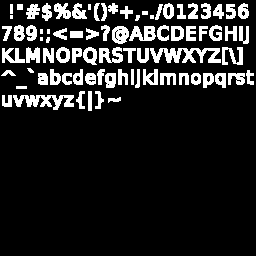 !"#$%&'()*+,-./0123456
789:;<=>?@ABCDEFGHIJ
KLMNOPQRSTUVWXYZ[\]
^_`abcdefghijklmnopqrst
uvwxyz{|}~